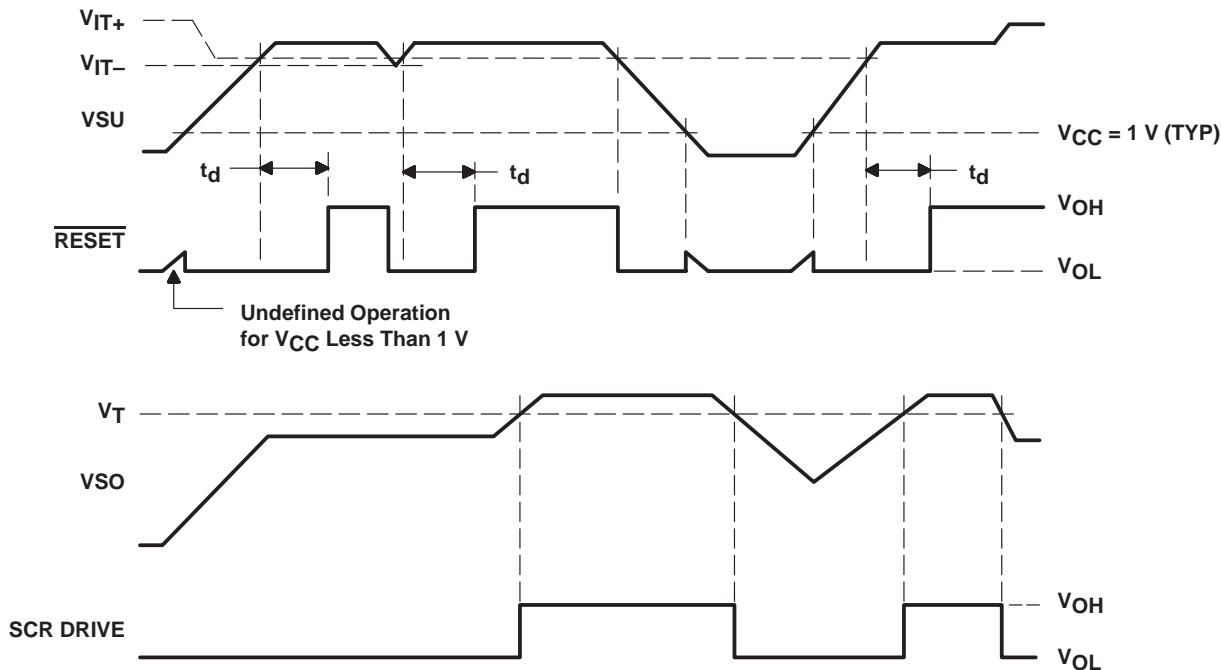 VIT+
VIT–
VSU
VCC = 1 V (TYP)
td
td
td
VOH
RESET
VOL
Undefined Operation
for VCC Less Than 1 V
VT
VSO
VOH
SCR DRIVE
VOL